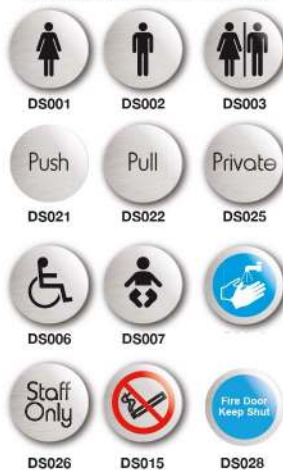 DS001 DS002 DS003
Push Pull Private
DS021 DS022 DS025
DS006 DS007
Staff
Only
Fire Door
Keep Shut
DS026 DS015 DS028